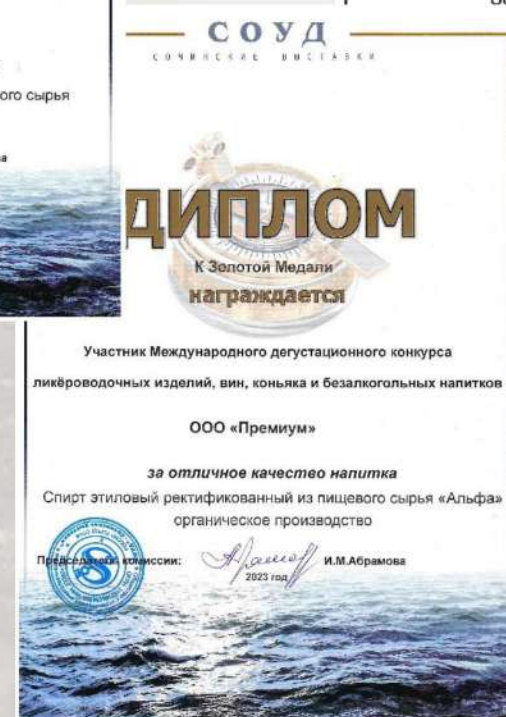 СОУД
СОЧИНСКИЕ ВЫСТАВКИ
ого сырья
ДИПЛОМ
К Золотой Медали
награждается
Участник Международного дегустационного конкурса
ликёроводочных изделий, вин, коньяка и безалкогольных напитков
ООО «Премиум»
за отличное качество напитка
Спирт этиловый ректификованный из пищевого сырья «Альфа»
органическое производство
Председатель комиссии:
И.М.Абрамова
2023 год